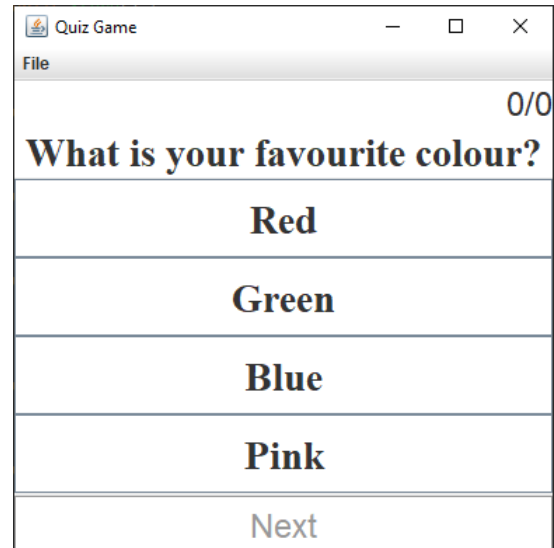 Quiz Game
File
0/0
What is your favourite colour?
Red
Green
Blue
Pink
Next